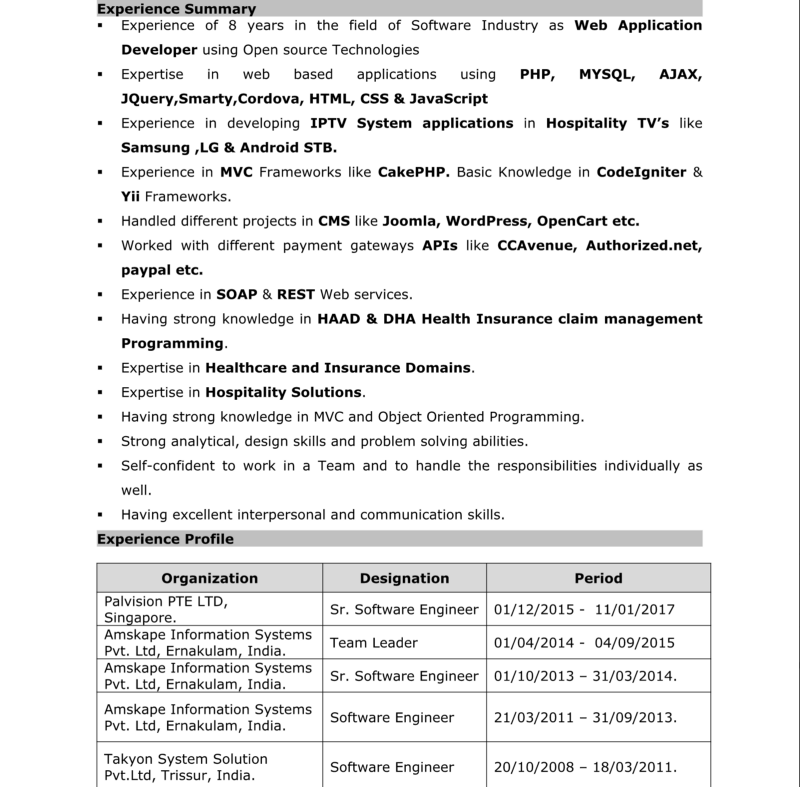 Experience Summary
▪ Experience of 8 years in the field of Software Industry as Web Application
Developer using Open source Technologies
▪ Expertise in web based applications using PHP, MYSQL, AJAX,
JQuery,Smarty,Cordova, HTML, CSS & JavaScript
▪ Experience in developing IPTV System applications in Hospitality TV's like
Samsung ,LG & Android STB.
▪ Experience in MVC Frameworks like CakePHP. Basic Knowledge in CodeIgniter &
Yii Frameworks.
▪ Handled different projects in CMS like Joomla, WordPress, OpenCart etc.
▪ Worked with different payment gateways APIs like CCAvenue, Authorized.net,
paypal etc.
▪ Experience in SOAP & REST Web services.
▪ Having strong knowledge in HAAD & DHA Health Insurance claim management
Programming.
▪ Expertise in Healthcare and Insurance Domains.
▪ Expertise in Hospitality Solutions.
▪ Having strong knowledge in MVC and Object Oriented Programming.
▪ Strong analytical, design skills and problem solving abilities.
▪ Self-confident to work in a Team and to handle the responsibilities individually as
well.
▪ Having excellent interpersonal and communication skills.
Experience Profile
Organization Designation Period
Palvision PTE LTD,
Singapore. Sr. Software Engineer 01/12/2015 - 11/01/2017
Amskape Information Systems
Pvt. Ltd, Ernakulam, India. Team Leader 01/04/2014 - 04/09/2015
Amskape Information Systems
Pvt. Ltd, Ernakulam, India. Sr. Software Engineer 01/10/2013 – 31/03/2014.
Amskape Information Systems
Pvt. Ltd, Ernakulam, India. Software Engineer 21/03/2011 – 31/09/2013.
Takyon System Solution
Pvt.Ltd, Trissur, India. Software Engineer 20/10/2008 – 18/03/2011.